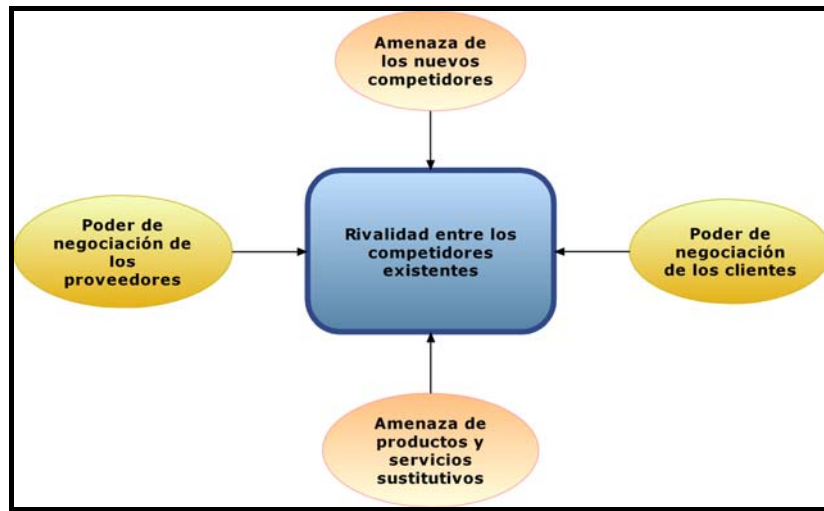 Amenaza de
los nuevos
competidores
Poder de
negociación de
los
proveedores
Rivalidad entre los
competidores
existentes
Poder de
negociación
de los clientes
Amenaza de
productos y
servicios
sustitutivos